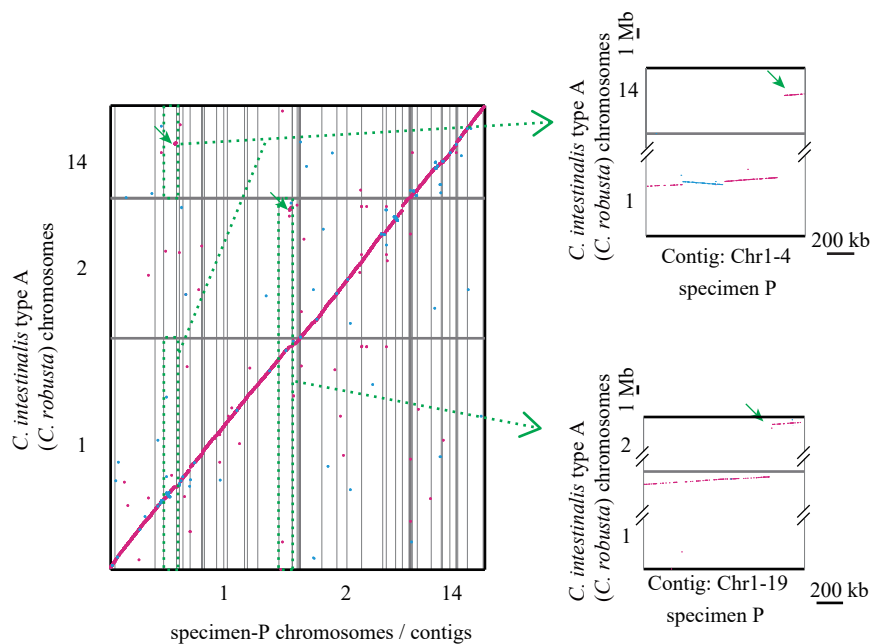 14
2
1
C. intestinalis type A
(C. robusta) chromosomes
1
2
14
specimen-P chromosomes / contigs
1 Mb
14
1
C. intestinalis type A
(C. robusta) chromosomes
Contig: Chr1-4
200 kb
specimen P
1 Mb
2
1
C. intestinalis type A
(C. robusta) chromosomes
Contig: Chr1-19
200 kb
specimen P